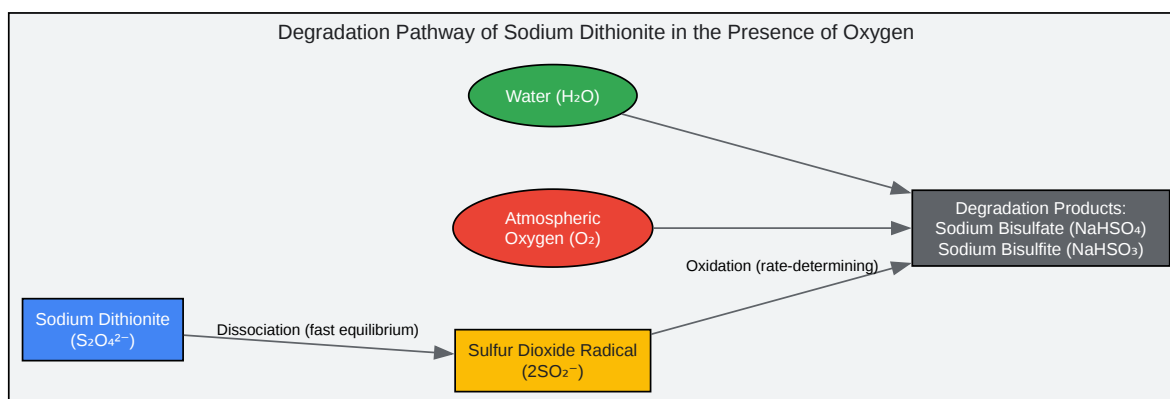 Degradation Pathway of Sodium Dithionite in the Presence of Oxygen
Water (H₂O)
Atmospheric
Oxygen (O₂)
Degradation Products:
Sodium Bisulfate (NaHSO₄)
Sodium Bisulfite (NaHSO₃)
Oxidation (rate-determining)
Sodium Dithionite
(S₂O₄²⁻)
Dissociation (fast equilibrium)
Sulfur Dioxide Radical
(2SO₂⁻)